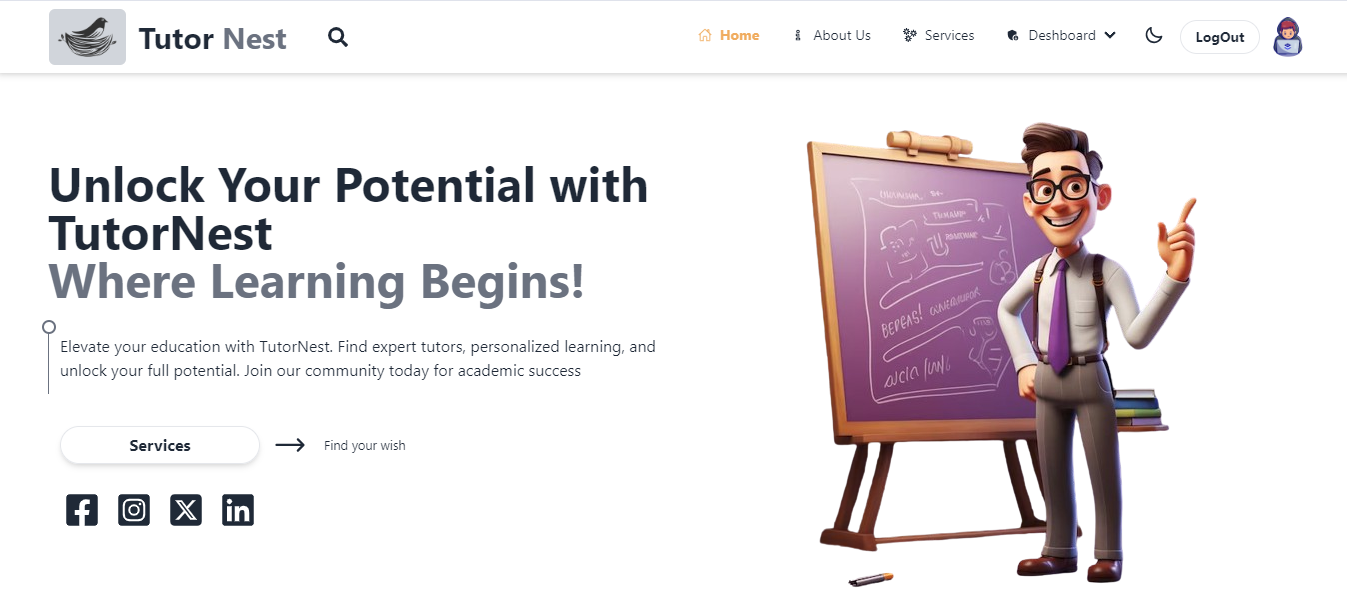 Tutor Nest
Home
About Us
Services
Deshboard
LogOut
Unlock Your Potential with
TutorNest
Where Learning Begins!
Elevate your education with TutorNest. Find expert tutors, personalized learning, and
unlock your full potential. Join our community today for academic success
Services
Find your wish